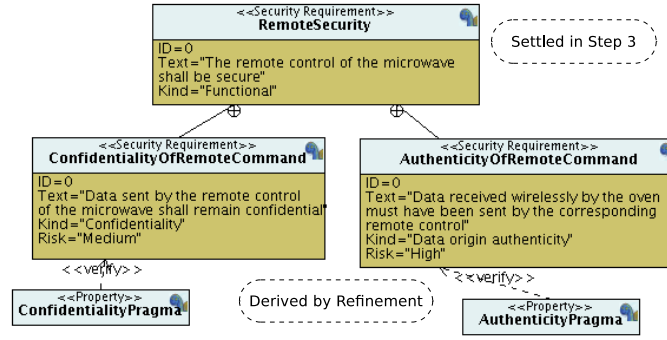 <<Security Requirement>>
RemoteSecurity
ID=0
Text="The remote control of the microwave
shall be secure"
Kind="Functional"
Settled in Step 3
<<Security Requirement>>
ConfidentialityOfRemoteCommand
ID=0
Text="Data sent by the remote control
of the microwave shall remain confidential"
Kind="Confidentiality"
Risk="Medium"
<<Security Requirement>>
AuthenticityOfRemoteCommand
ID=0
Text="Data received wirelessly by the oven
must have been sent by the corresponding
remote control"
Kind="Data origin authenticity"
Risk="High"
<<verify>>
<<verify>>
<<Property>>
ConfidentialityPragma
Derived by Refinement
<<Property>>
AuthenticityPragma